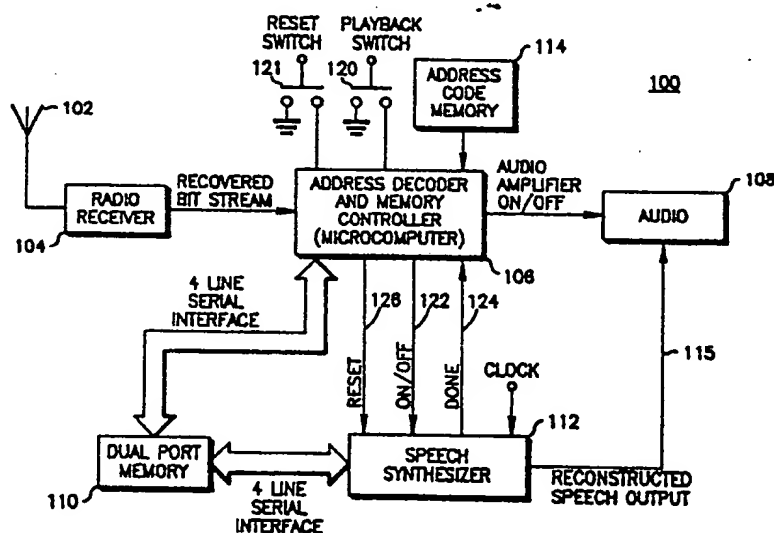 RESET
SWITCH
PLAYBACK
SWITCH
114
121
120
ADDRESS
CODE
MEMORY
100
102
RADIO
RECEIVER
104
RECOVERED
BIT STREAM
ADDRESS DECODER
AND MEMORY
CONTROLLER
(MICROCOMPUTER)
106
AUDIO
AMPLIFIER
ON/OFF
108
AUDIO
4 LINE
SERIAL
INTERFACE
126
122
124
RESET
ON/OFF
DONE
CLOCK
112
115
DUAL PORT
MEMORY
110
4 LINE
SERIAL
INTERFACE
SPEECH
SYNTHESIZER
RECONSTRUCTED
SPEECH OUTPUT